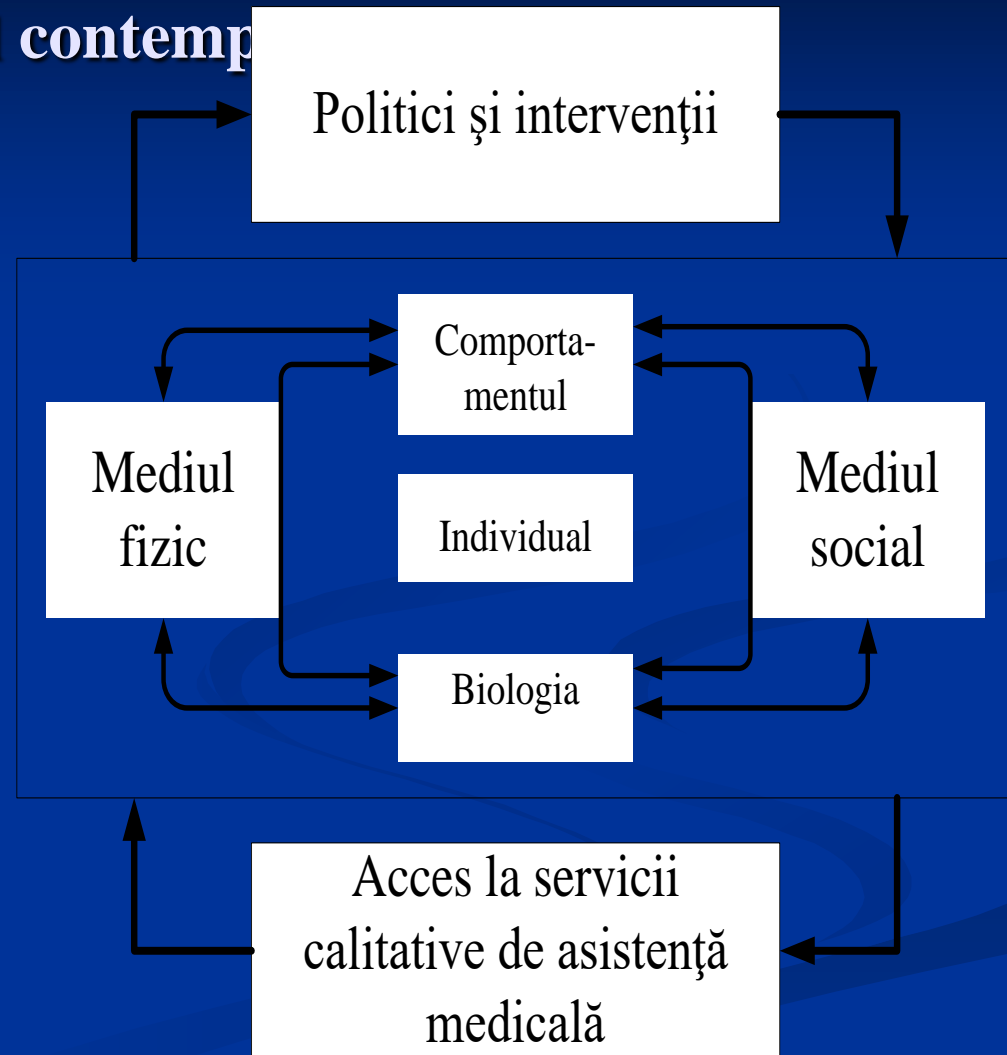 contemp
Politici şi intervenţii
Comporta-
mentul
Mediul
fizic
Individual
Mediul
social
Biologia
Acces la servicii
calitative de asistenţă
medicală